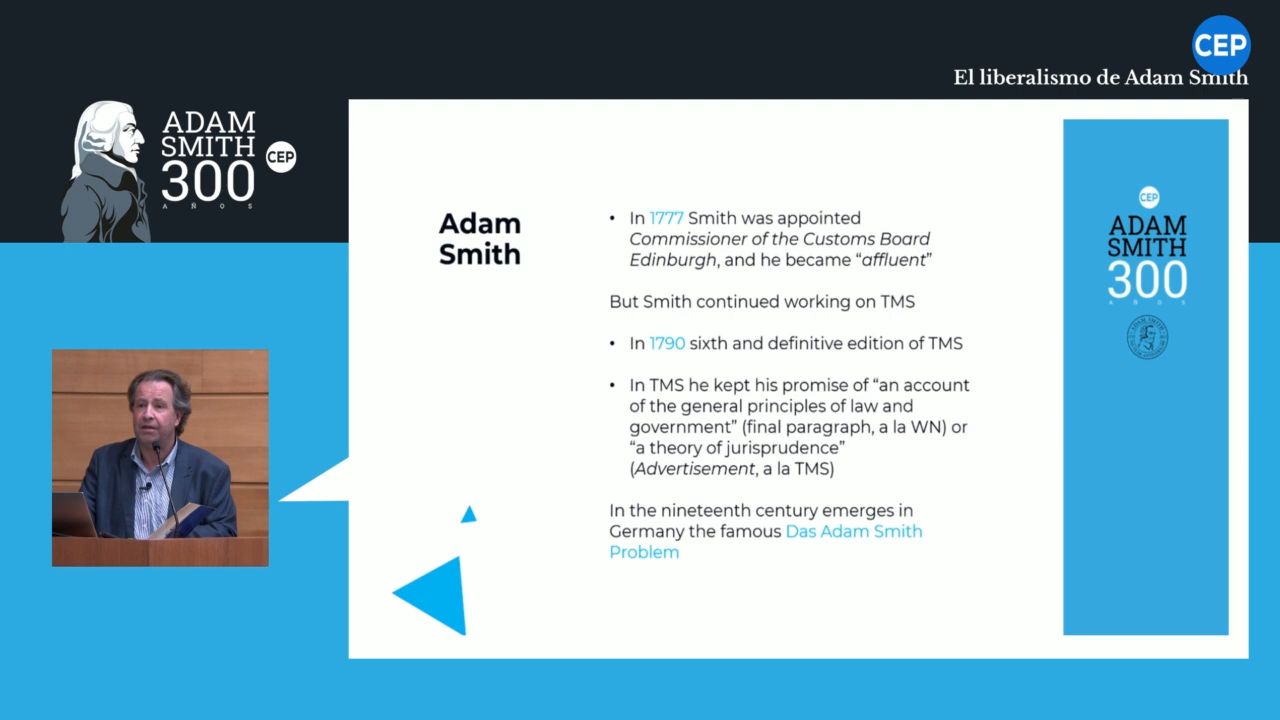 CEP
El liberalismo de Adam Smith
ADAM
SMITH
300
AÑOS
CEP
Adam
Smith
• In 1777 Smith was appointed
Commissioner of the Customs Board
Edinburgh, and he became “affluent”
But Smith continued working on TMS
• In 1790 sixth and definitive edition of TMS
• In TMS he kept his promise of “an account
of the general principles of law and
government” (final paragraph, a la WN) or
“a theory of jurisprudence”
(Advertisement, a la TMS)
In the nineteenth century emerges in
Germany the famous Das Adam Smith
Problem
CEP
ADAM
SMITH
300
AÑOS